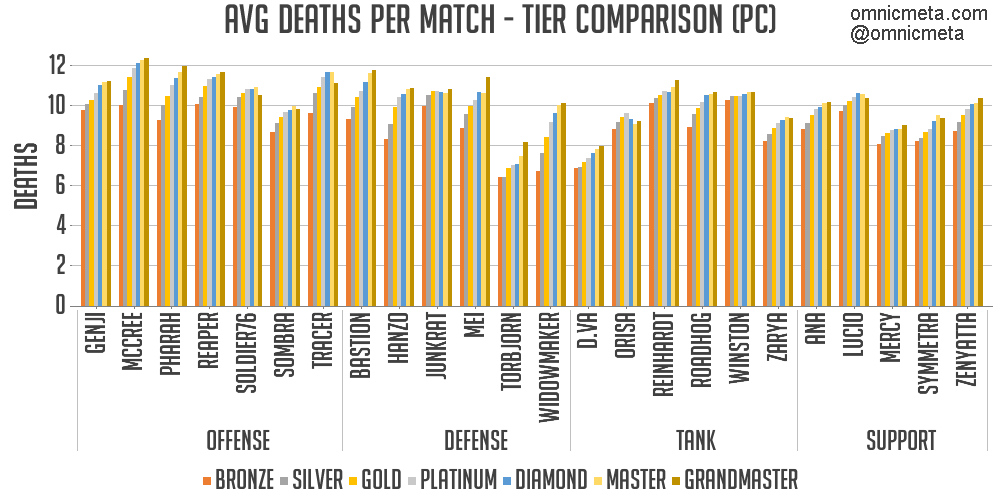 AVG DEATHS PER MATCH - TIER COMPARISON (PC)
omnicmeta.com
@omnicmeta
DEATHS
12
10
8
6
4
2
0
GENJI
MCCREE
PHARAH
REAPER
SOLDIER76
SOMBRA
TRACER
BASTION
HANZO
JUNKRAT
MEI
TORBJORN
WIDOWMAKER
D.VA
ORISA
REINHARDT
ROADHOG
WINSTON
ZARYA
ANA
LUCIO
MERCY
SYMMETRA
ZENYATTA
OFFENSE
DEFENSE
TANK
SUPPORT
BRONZE SILVER GOLD PLATINUM DIAMOND MASTER GRANDMASTER